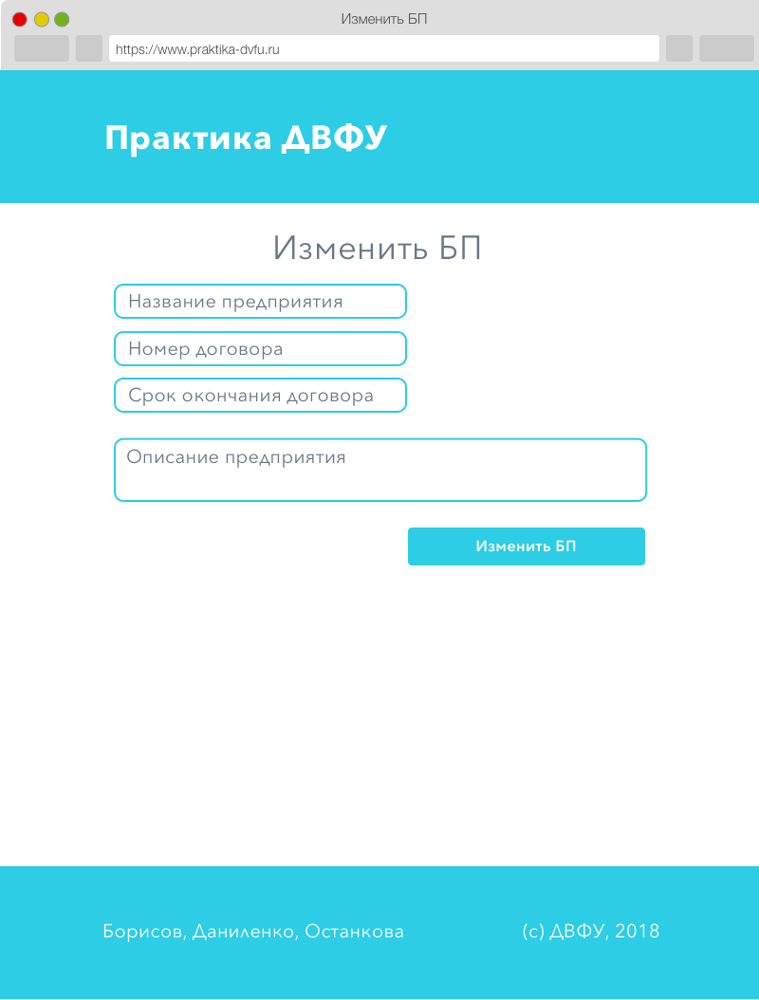 Изменить БП
https://www.praktika-dvfu.ru
Практика ДВФУ
Изменить БП
Название предприятия
Номер договора
Срок окончания договора
Описание предприятия
Изменить БП
Борисов, Даниленко, Останкова
(c) ДВФУ, 2018